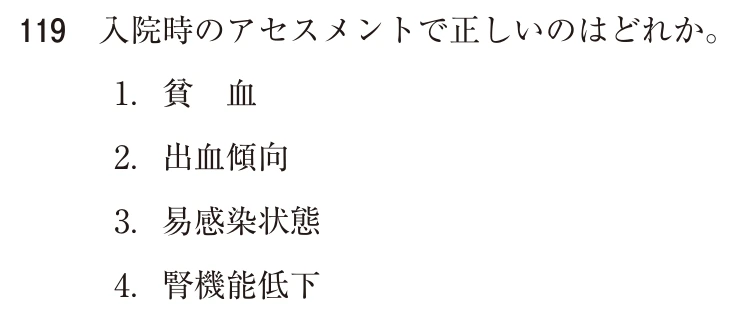 119 入院時のアセスメントで正しいのはどれか。
1. 貧　血
2. 出血傾向
3. 易感染状態
4. 腎機能低下